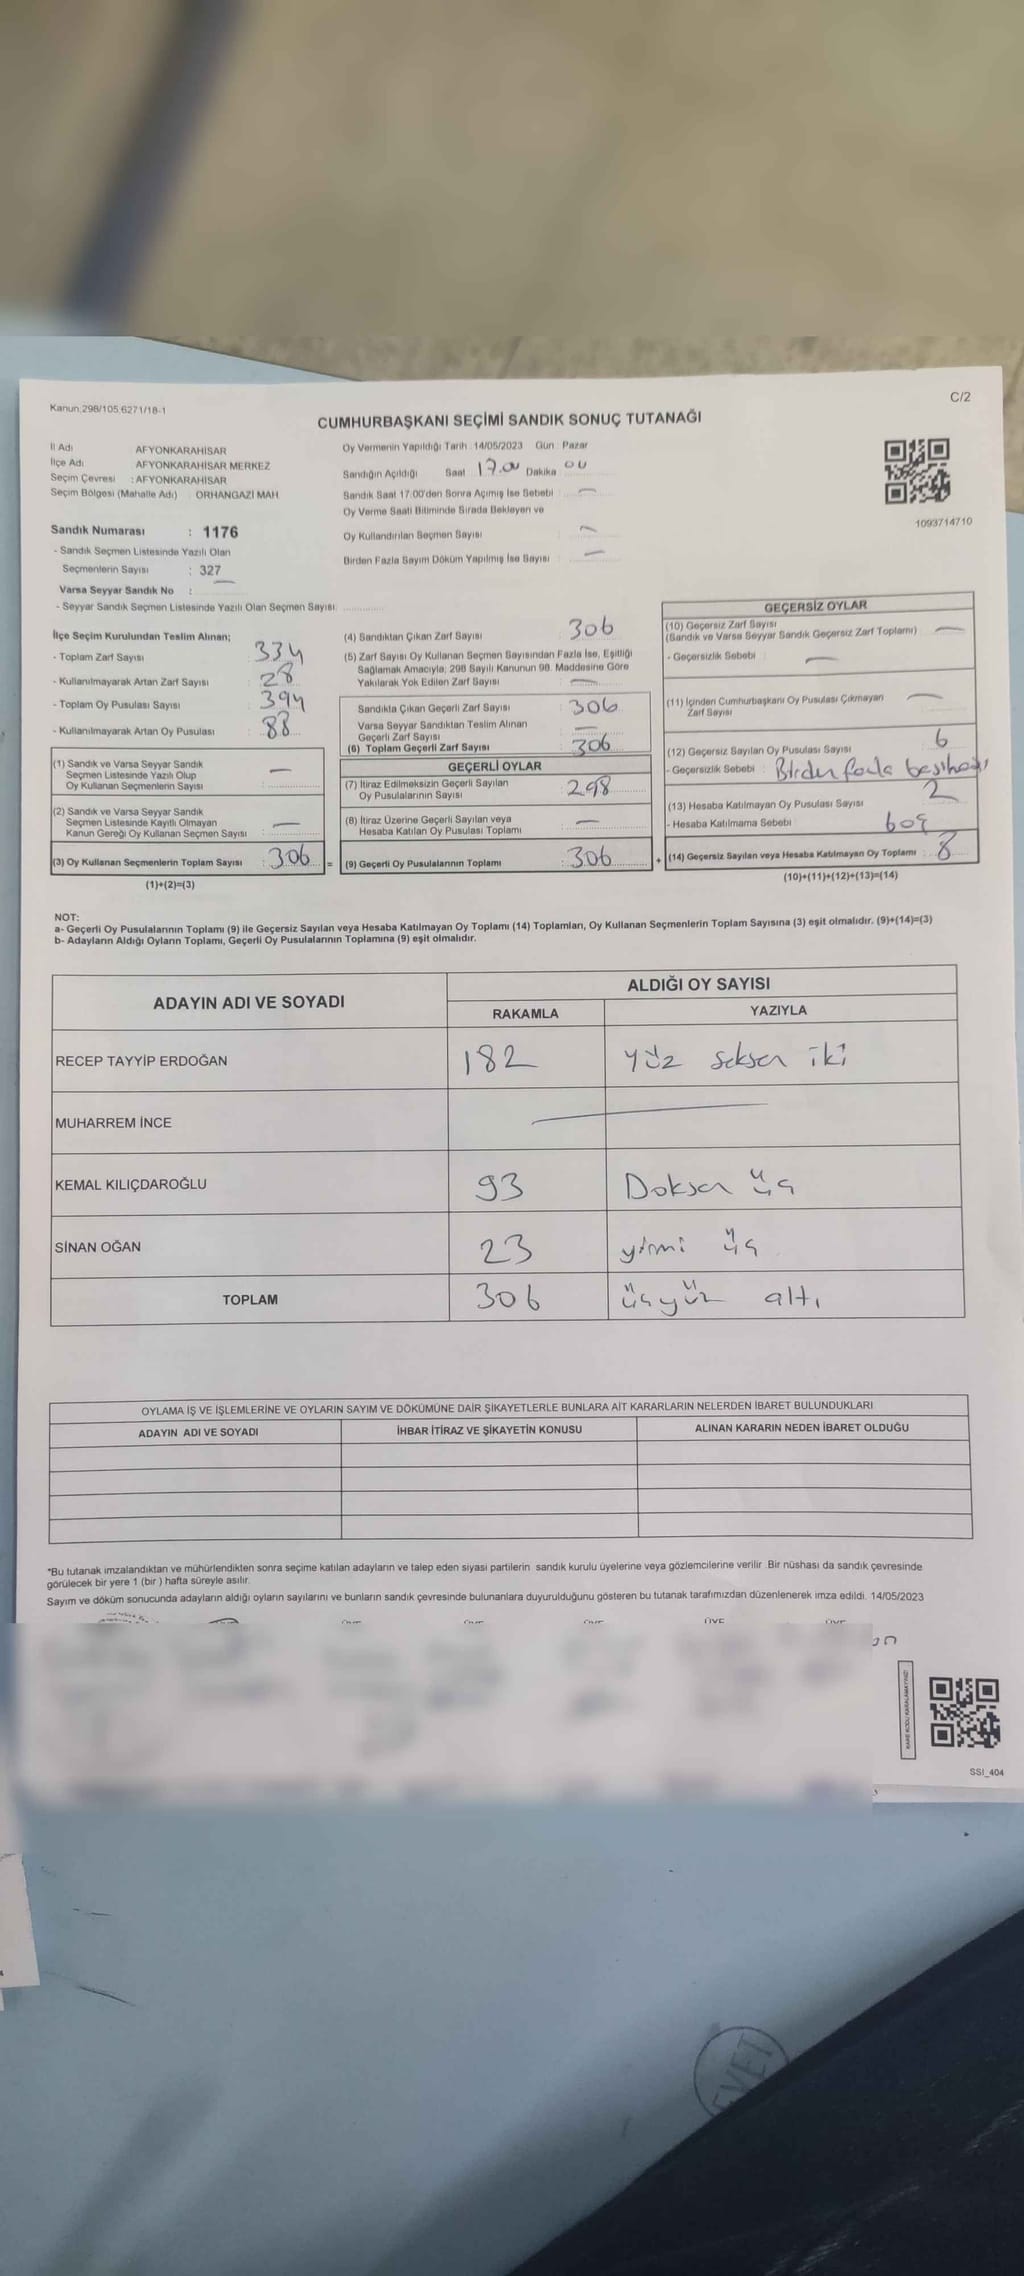 Kanun:298/105.6271/18-1
C/2
CUMHURBAŞKANI SEÇİMİ SANDIK SONUÇ TUTANAĞI
İl Adı AFYONKARAHİSAR
İlçe Adı : AFYONKARAHİSAR MERKEZ
Seçim Çevresi : AFYONKARAHİSAR
Seçim Bölgesi (Mahalle Adı) : ORHANGAZİ MAH.
Sandık Numarası : 1176
- Sandık Seçmen Listesinde Yazılı Olan
Seçmenlerin Sayısı : 327
Varsa Seyyar Sandık No : —
- Seyyar Sandık Seçmen Listesinde Yazılı Olan Seçmen Sayısı:
Oy Vermenin Yapıldığı Tarih : 14/05/2023 Gün : Pazar
Sandığın Açıldığı Saat 17.00 Dakika 00
Sandık Saat 17.00'den Sonra Açılmış İse Sebebi : —
Oy Verme Saati Bitiminde Sırada Bekleyen ve
Oy Kullandırılan Seçmen Sayısı : —
Birden Fazla Sayım Döküm Yapılmış İse Sayısı : —
1093714710
İlçe Seçim Kurulundan Teslim Alınan;
- Toplam Zarf Sayısı : 334
- Kullanılmayarak Artan Zarf Sayısı : 28
- Toplam Oy Pusulası Sayısı : 394
- Kullanılmayarak Artan Oy Pusulası : 88
(1) Sandık ve Varsa Seyyar Sandık
Seçmen Listesinde Yazılı Olup
Oy Kullanan Seçmenlerin Sayısı : —
(2) Sandık ve Varsa Seyyar Sandık
Seçmen Listesinde Kayıtlı Olmayan
Kanun Gereği Oy Kullanan Seçmen Sayısı : —
(3) Oy Kullanan Seçmenlerin Toplam Sayısı : 306 =
(1)+(2)=(3)
(4) Sandıktan Çıkan Zarf Sayısı : 306
(5) Zarf Sayısı Oy Kullanan Seçmen Sayısından Fazla İse, Eşitliği
Sağlamak Amacıyla; 298 Sayılı Kanunun 98. Maddesine Göre
Yakılarak Yok Edilen Zarf Sayısı : —
Sandıkla Çıkan Geçerli Zarf Sayısı : 306
Varsa Seyyar Sandıktan Teslim Alınan
Geçerli Zarf Sayısı : —
(6) Toplam Geçerli Zarf Sayısı : 306
GEÇERLİ OYLAR
(7) İtiraz Edilmeksizin Geçerli Sayılan
Oy Pusulalarının Sayısı : 298
(8) İtiraz Üzerine Geçerli Sayılan veya
Hesaba Katılan Oy Pusulası Toplamı : —
(9) Geçerli Oy Pusulalarının Toplamı : 306 +
GEÇERSİZ OYLAR
(10) Geçersiz Zarf Sayısı
(Sandık ve Varsa Seyyar Sandık Geçersiz Zarf Toplamı) : —
- Geçersizlik Sebebi : —
(11) İçinden Cumhurbaşkanı Oy Pusulası Çıkmayan
Zarf Sayısı : —
(12) Geçersiz Sayılan Oy Pusulası Sayısı : 6
- Geçersizlik Sebebi : Birden fazla
(13) Hesaba Katılmayan Oy Pusulası Sayısı : 2
- Hesaba Katılmama Sebebi : boş
(14) Geçersiz Sayılan veya Hesaba Katılmayan Oy Toplamı : 8
(10)+(11)+(12)+(13)=(14)
NOT:
a- Geçerli Oy Pusulalarının Toplamı (9) ile Geçersiz Sayılan veya Hesaba Katılmayan Oy Toplamı (14) Toplamları, Oy Kullanan Seçmenlerin Toplam Sayısına (3) eşit olmalıdır. (9)+(14)=(3)
b- Adayların Aldığı Oyların Toplamı, Geçerli Oy Pusulalarının Toplamına (9) eşit olmalıdır.
ADAYIN ADI VE SOYADI ALDIĞI OY SAYISI
RAKAMLA YAZIYLA
RECEP TAYYİP ERDOĞAN 182 yüz seksen iki
MUHARREM İNCE —
KEMAL KILIÇDAROĞLU 93 Doksan üç
SİNAN OĞAN 23 yirmi üç
TOPLAM 306 üçyüz altı
OYLAMA İŞ VE İŞLEMLERİNE VE OYLARIN SAYIM VE DÖKÜMÜNE DAİR ŞİKAYETLERLE BUNLARA AİT KARARLARIN NELERDEN İBARET BULUNDUKLARI
ADAYIN ADI VE SOYADI İHBAR İTİRAZ VE ŞİKAYETİN KONUSU ALINAN KARARIN NEDEN İBARET OLDUĞU
*Bu tutanak imzalandıktan ve mühürlendikten sonra seçime katılan adayların ve talep eden siyasi partilerin sandık kurulu üyelerine veya gözlemcilerine verilir. Bir nüshası da sandık çevresinde
görülecek bir yere 1 (bir ) hafta süreyle asılır.
Sayım ve döküm sonucunda adayların aldığı oyların sayılarını ve bunların sandık çevresinde bulunanlara duyurulduğunu gösteren bu tutanak tarafımızdan düzenlenerek imza edildi. 14/05/2023
ÜYE ÜYE ÜYE ÜYE ÜYE
KARE KODU KARALAMAYINIZ!
SSI_404
EVET